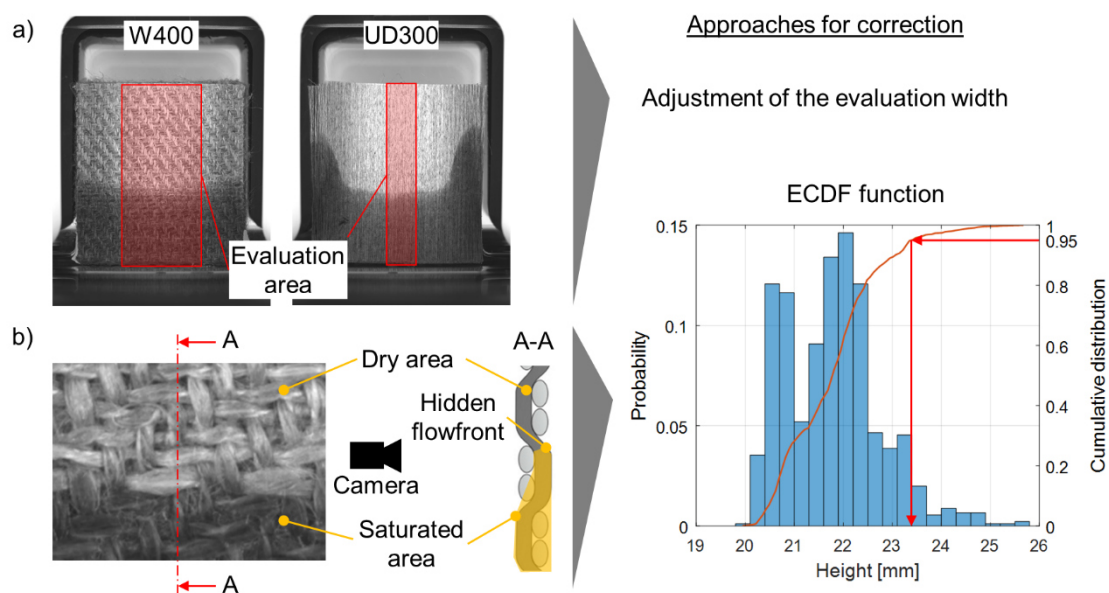 a)
W400
UD300
Evaluation
area
Approaches for correction
Adjustment of the evaluation width
b)
A
A
Dry area
A-A
Hidden
flowfront
Camera
Saturated
area
ECDF function
Probability
0.15
0.1
0.05
0
Cumulative distribution
1
0.95
0.8
0.6
0.4
0.2
0
19 20 21 22 23 24 25 26
Height [mm]